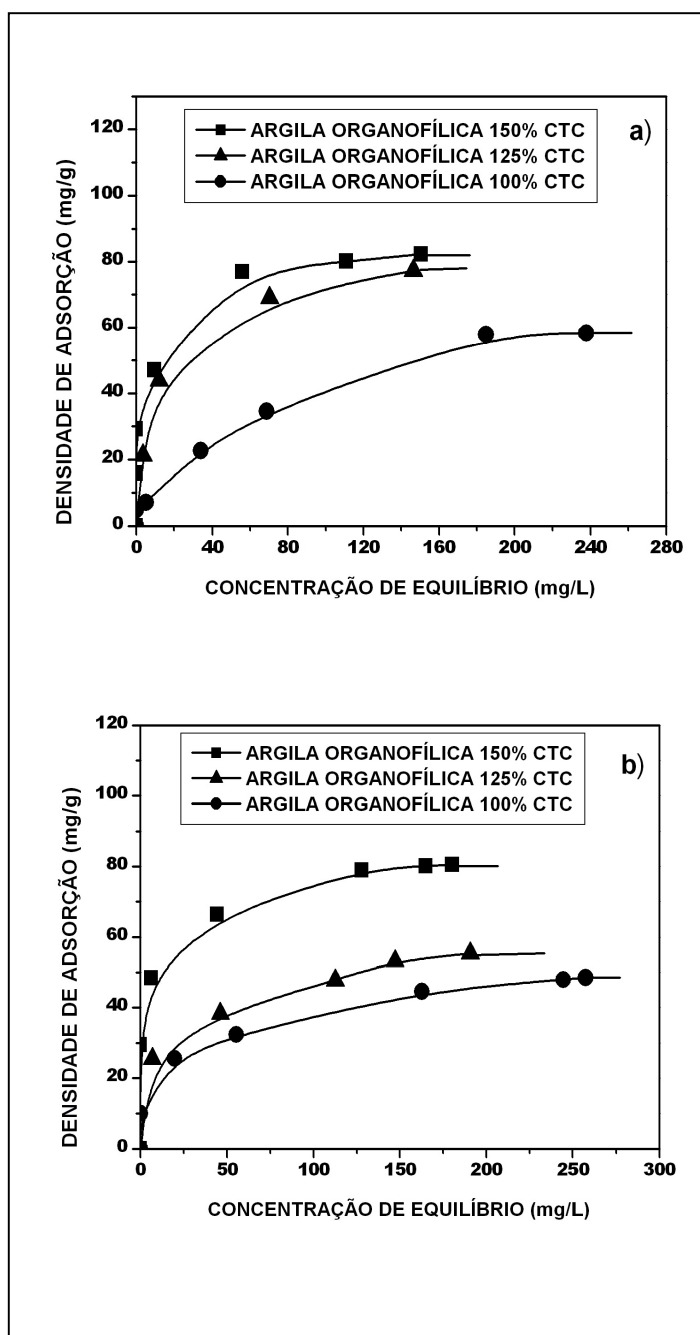 ARGILA ORGANOFÍLICA 150% CTC
ARGILA ORGANOFÍLICA 125% CTC
ARGILA ORGANOFÍLICA 100% CTC
a)
DENSIDADE DE ADSORÇÃO (mg/g)
120
100
80
60
40
20
0
0 40 80 120 160 200 240 280
CONCENTRAÇÃO DE EQUILÍBRIO (mg/L)
ARGILA ORGANOFÍLICA 150% CTC
ARGILA ORGANOFÍLICA 125% CTC
ARGILA ORGANOFÍLICA 100% CTC
b)
DENSIDADE DE ADSORÇÃO (mg/g)
120
100
80
60
40
20
0
0 50 100 150 200 250 300
CONCENTRAÇÃO DE EQUILÍBRIO (mg/L)